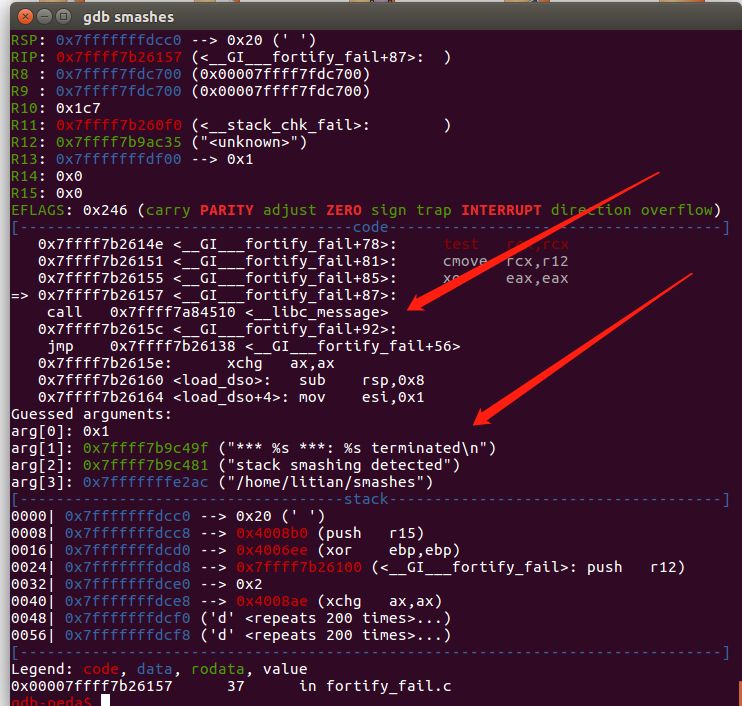 gdb smashes
RSP: 0x7fffffffdcc0 --> 0x20 (' ')
RIP: 0x7ffff7b26157 (<__GI___fortify_fail+87>: )
R8 : 0x7ffff7fdc700 (0x00007ffff7fdc700)
R9 : 0x7ffff7fdc700 (0x00007ffff7fdc700)
R10: 0x1c7
R11: 0x7ffff7b260f0 (<__stack_chk_fail>: )
R12: 0x7ffff7b9ac35 ("<unknown>")
R13: 0x7fffffffdf00 --> 0x1
R14: 0x0
R15: 0x0
EFLAGS: 0x246 (carry PARITY adjust ZERO sign trap INTERRUPT direction overflow)
[-------------------------------------code-------------------------------------]
0x7ffff7b2614e <__GI___fortify_fail+78>: test rcx,rcx
0x7ffff7b26151 <__GI___fortify_fail+81>: cmove rcx,r12
0x7ffff7b26155 <__GI___fortify_fail+85>: xor eax,eax
=> 0x7ffff7b26157 <__GI___fortify_fail+87>:
call 0x7ffff7a84510 <__libc_message>
0x7ffff7b2615c <__GI___fortify_fail+92>:
jmp 0x7ffff7b26138 <__GI___fortify_fail+56>
0x7ffff7b2615e: xchg ax,ax
0x7ffff7b26160 <load_dso>: sub rsp,0x8
0x7ffff7b26164 <load_dso+4>: mov esi,0x1
Guessed arguments:
arg[0]: 0x1
arg[1]: 0x7ffff7b9c49f ("*** %s ***: %s terminated\n")
arg[2]: 0x7ffff7b9c481 ("stack smashing detected")
arg[3]: 0x7fffffffe2ac ("/home/litian/smashes")
[------------------------------------stack-------------------------------------]
0000| 0x7fffffffdcc0 --> 0x20 (' ')
0008| 0x7fffffffdcc8 --> 0x4008b0 (push r15)
0016| 0x7fffffffdcd0 --> 0x4006ee (xor ebp,ebp)
0024| 0x7fffffffdcd8 --> 0x7ffff7b26100 (<__GI___fortify_fail>: push r12)
0032| 0x7fffffffdce0 --> 0x2
0040| 0x7fffffffdce8 --> 0x4008ae (xchg ax,ax)
0048| 0x7fffffffdcf0 ('d' <repeats 200 times>...)
0056| 0x7fffffffdcf8 ('d' <repeats 200 times>...)
[------------------------------------------------------------------------------]
Legend: code, data, rodata, value
0x00007ffff7b26157 37 in fortify_fail.c
gdb-peda$